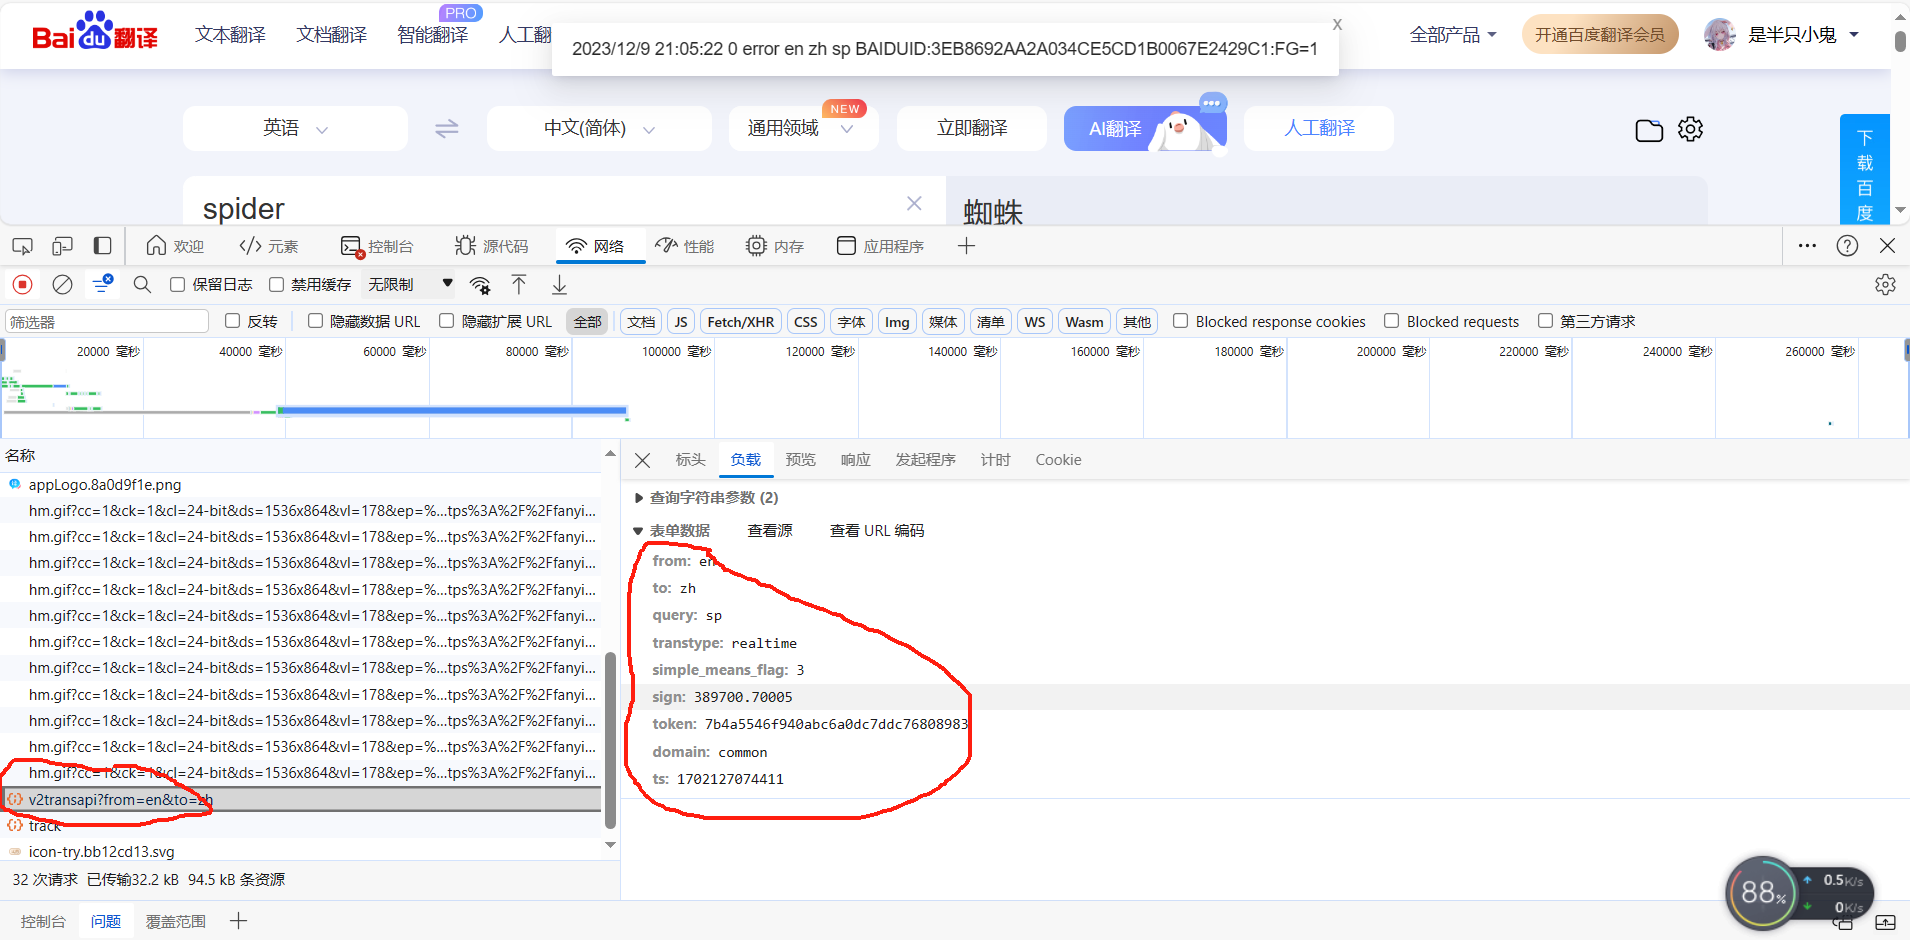 Bai du 翻译
文本翻译
文档翻译
智能翻译
PRO
人工翻
2023/12/9 21:05:22 0 error en zh sp BAIDUID:3EB8692AA2A034CE5CD1B0067E2429C1:FG=1
X
全部产品
开通百度翻译会员
是半只小鬼
英语
中文(简体)
通用领域
NEW
立即翻译
AI翻译
人工翻译
下载百度
spider
蜘蛛
欢迎
</> 元素
控制台
源代码
网络
性能
内存
应用程序
保留日志
禁用缓存
无限制
筛选器
反转
隐藏数据 URL
隐藏扩展 URL
全部
文档
JS
Fetch/XHR
CSS
字体
Img
媒体
清单
WS
Wasm
其他
Blocked response cookies
Blocked requests
第三方请求
20000 毫秒
40000 毫秒
60000 毫秒
80000 毫秒
100000 毫秒
120000 毫秒
140000 毫秒
160000 毫秒
180000 毫秒
200000 毫秒
220000 毫秒
240000 毫秒
260000 毫秒
名称
appLogo.8a0d9f1e.png
hm.gif?cc=1&ck=1&cl=24-bit&ds=1536x864&vl=178&ep=%...tps%3A%2F%2Ffanyi...
hm.gif?cc=1&ck=1&cl=24-bit&ds=1536x864&vl=178&ep=%...tps%3A%2F%2Ffanyi...
hm.gif?cc=1&ck=1&cl=24-bit&ds=1536x864&vl=178&ep=%...tps%3A%2F%2Ffanyi...
hm.gif?cc=1&ck=1&cl=24-bit&ds=1536x864&vl=178&ep=%...tps%3A%2F%2Ffanyi...
hm.gif?cc=1&ck=1&cl=24-bit&ds=1536x864&vl=178&ep=%...tps%3A%2F%2Ffanyi...
hm.gif?cc=1&ck=1&cl=24-bit&ds=1536x864&vl=178&ep=%...tps%3A%2F%2Ffanyi...
hm.gif?cc=1&ck=1&cl=24-bit&ds=1536x864&vl=178&ep=%...tps%3A%2F%2Ffanyi...
hm.gif?cc=1&ck=1&cl=24-bit&ds=1536x864&vl=178&ep=%...tps%3A%2F%2Ffanyi...
hm.gif?cc=1&ck=1&cl=24-bit&ds=1536x864&vl=178&ep=%...tps%3A%2F%2Ffanyi...
hm.gif?cc=1&ck=1&cl=24-bit&ds=1536x864&vl=178&ep=%...tps%3A%2F%2Ffanyi...
hm.gif?cc=1&ck=1&cl=24-bit&ds=1536x864&vl=178&ep=%...tps%3A%2F%2Ffanyi...
v2transapi?from=en&to=zh
track
icon-try.bb12cd13.svg
32 次请求 已传输32.2 kB 94.5 kB 条资源
标头
负载
预览
响应
发起程序
计时
Cookie
查询字符串参数 (2)
表单数据
查看源
查看 URL 编码
from: en
to: zh
query: sp
transtype: realtime
simple_means_flag: 3
sign: 389700.70005
token: 7b4a5546f940abc6a0dc7ddc76808983
domain: common
ts: 1702127074411
控制台
问题
覆盖范围
88%
0.5K/s
0K/s